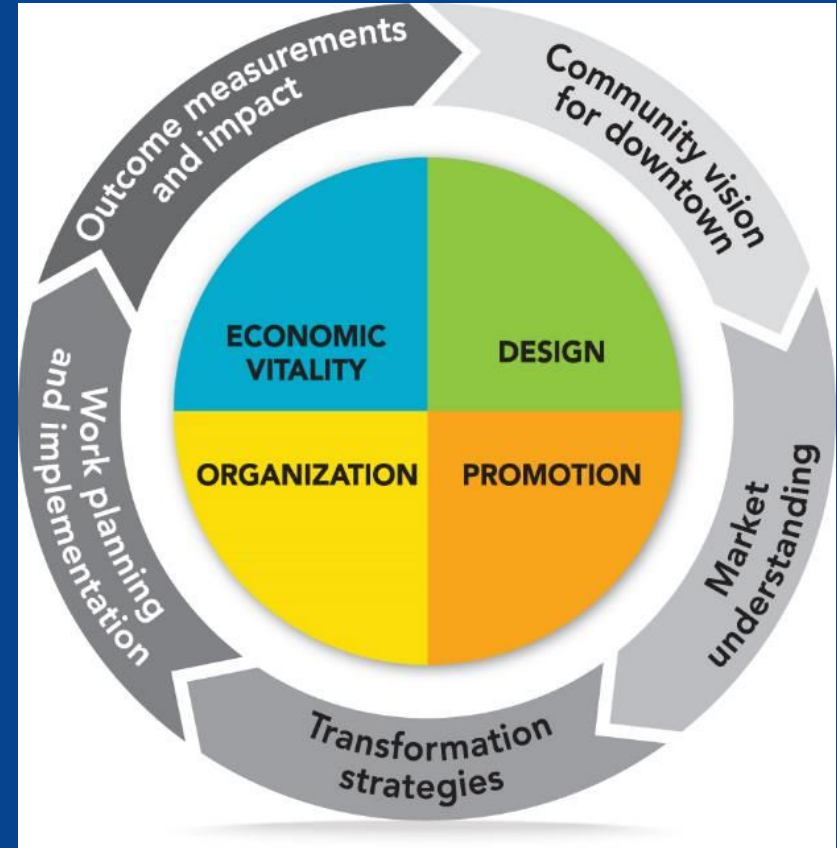 Outcome measurements
and impact
Community vision
for downtown
Market
understanding
Transformation
strategies
Work planning
and implementation
ECONOMIC
VITALITY
DESIGN
ORGANIZATION
PROMOTION